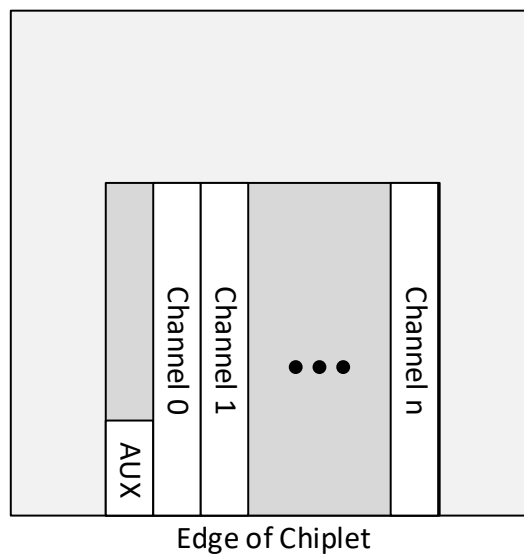 AUX
Channel 0
Channel 1
●●●
Channel n
Edge of Chiplet